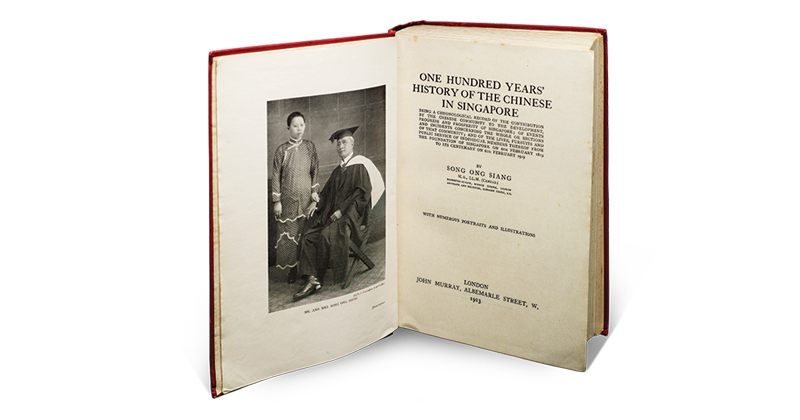 MR. AND MRS. SONG ONG SIANG
ONE HUNDRED YEARS'
HISTORY OF THE CHINESE
IN SINGAPORE
BEING A CHRONOLOGICAL RECORD OF THE CONTRIBUTION
BY THE CHINESE COMMUNITY TO THE DEVELOPMENT,
PROGRESS AND PROSPERITY OF SINGAPORE; OF EVENTS
AND INCIDENTS CONCERNING THE WHOLE OR SECTIONS
OF THAT COMMUNITY; AND OF THE LIVES, PURSUITS AND
PUBLIC SERVICE OF INDIVIDUAL MEMBERS THEREOF FROM
THE FOUNDATION OF SINGAPORE ON 6TH FEBRUARY 1819
TO ITS CENTENARY ON 6TH FEBRUARY 1919
BY
SONG ONG SIANG
M.A., LL.M. (CANTAB.)
WITH NUMEROUS PORTRAITS AND ILLUSTRATIONS
LONDON
JOHN MURRAY, ALBEMARLE STREET, W.
1923